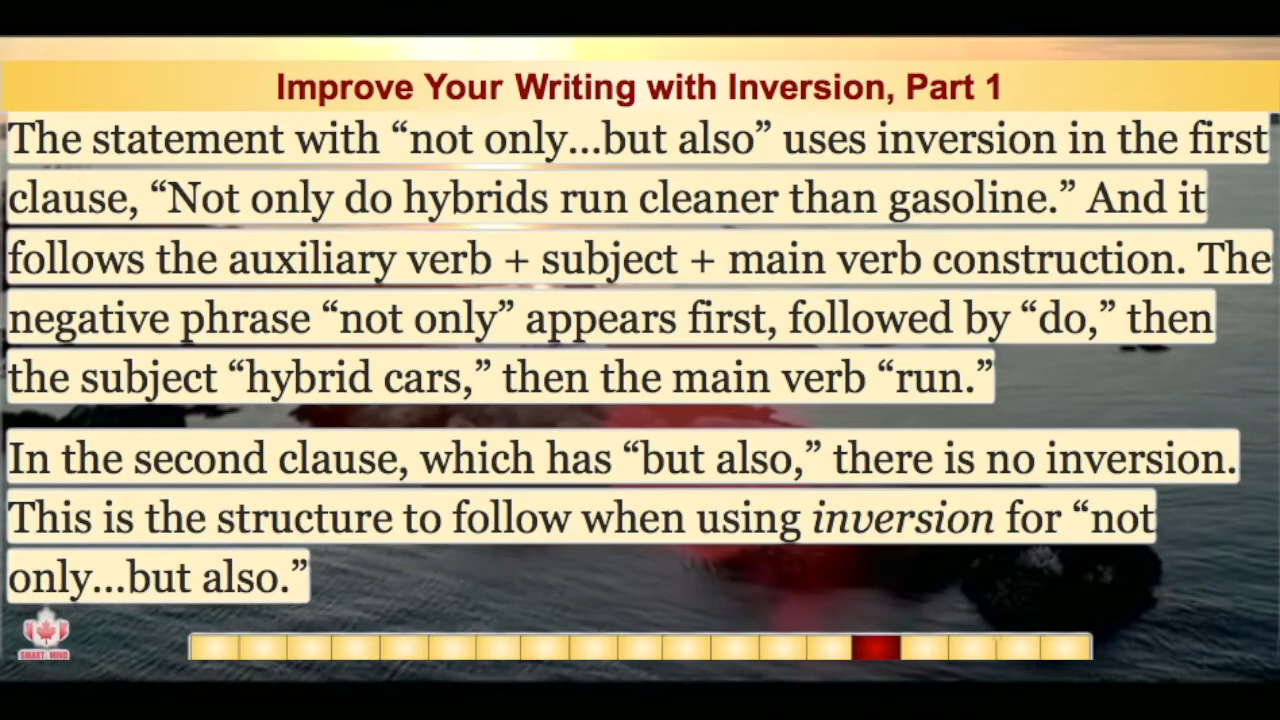 Improve Your Writing with Inversion, Part 1
The statement with “not only...but also” uses inversion in the first
clause, “Not only do hybrids run cleaner than gasoline.” And it
follows the auxiliary verb + subject + main verb construction. The
negative phrase “not only” appears first, followed by “do,” then
the subject “hybrid cars,” then the main verb “run.”
In the second clause, which has “but also,” there is no inversion.
This is the structure to follow when using inversion for “not
only...but also.”
SMART MIND